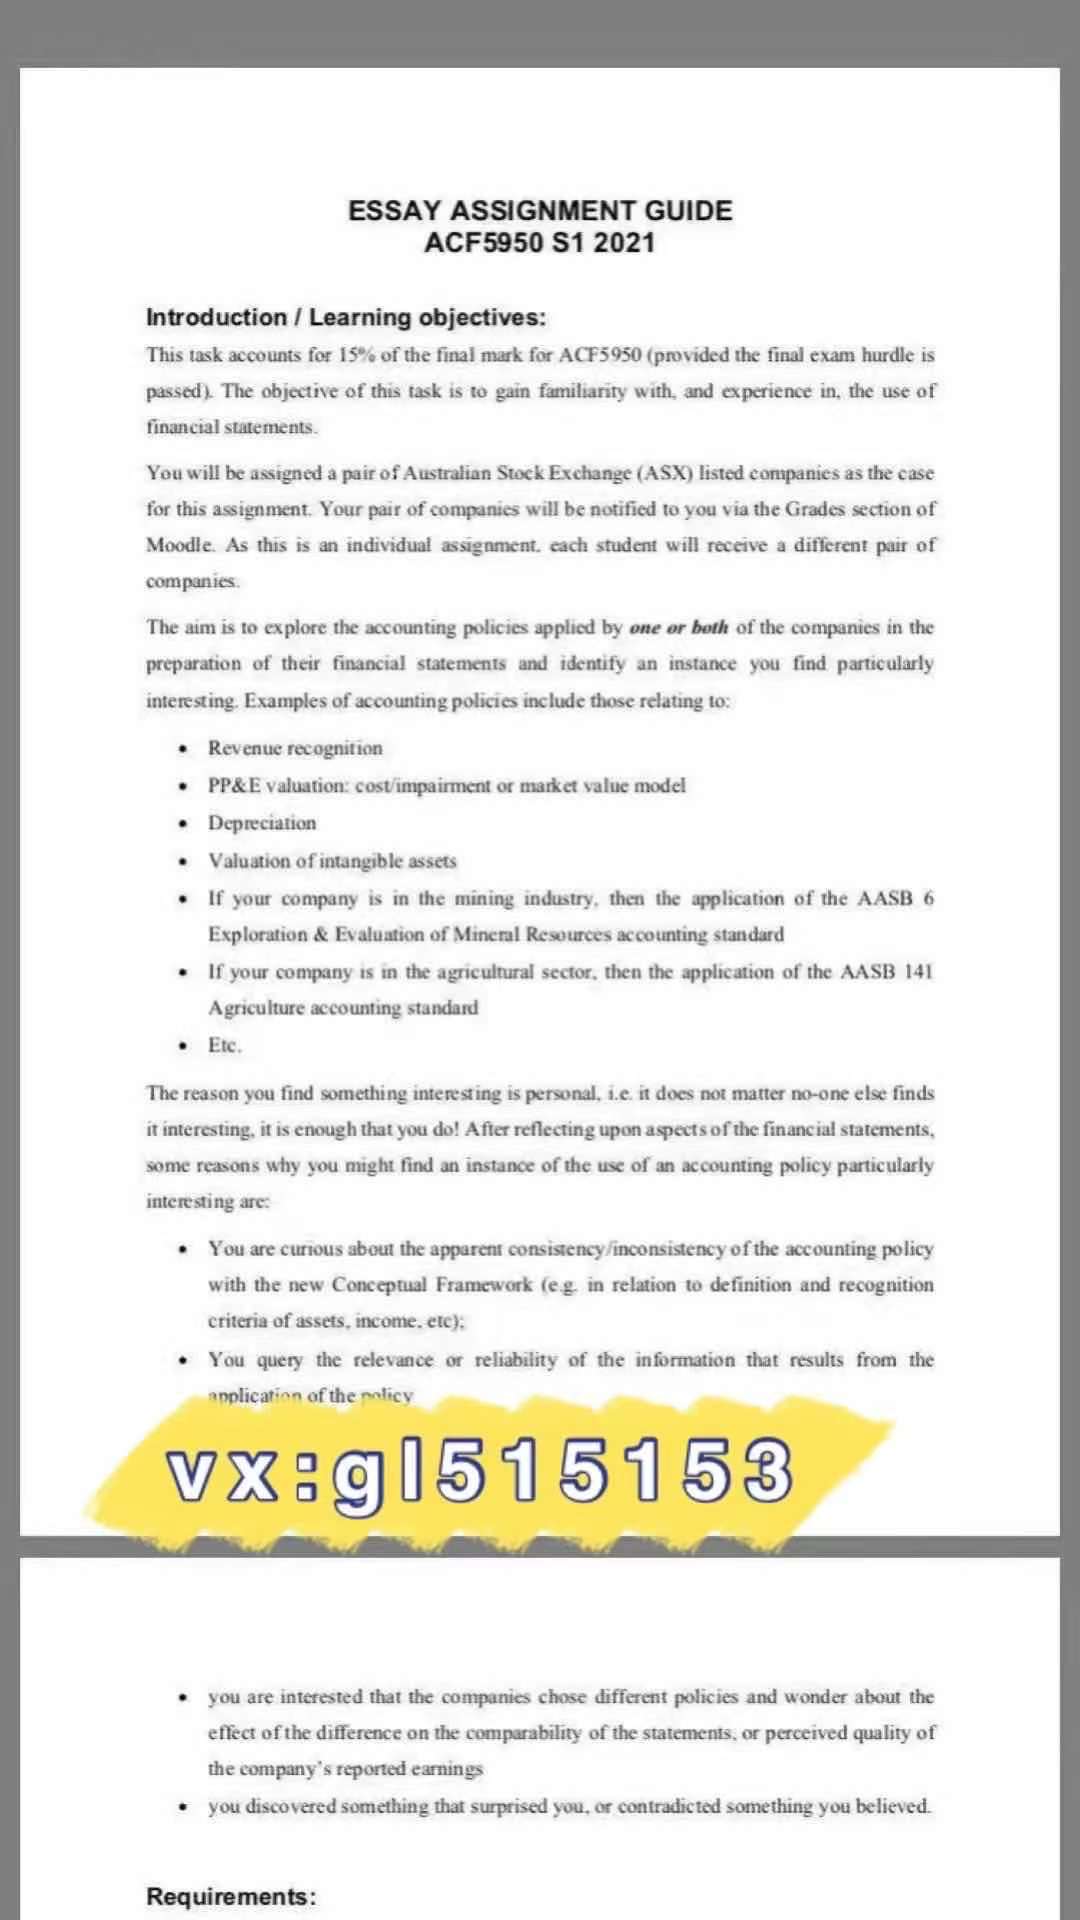 ESSAY ASSIGNMENT GUIDE
ACF5950 S1 2021
Introduction / Learning objectives:
This task accounts for 15% of the final mark for ACF5950 (provided the final exam hurdle is
passed). The objective of this task is to gain familiarity with, and experience in, the use of
financial statements.
You will be assigned a pair of Australian Stock Exchange (ASX) listed companies as the case
for this assignment. Your pair of companies will be notified to you via the Grades section of
Moodle. As this is an individual assignment, each student will receive a different pair of
companies.
The aim is to explore the accounting policies applied by one or both of the companies in the
preparation of their financial statements and identify an instance you find particularly
interesting. Examples of accounting policies include those relating to:
• Revenue recognition
• PP&E valuation: cost/impairment or market value model
• Depreciation
• Valuation of intangible assets
• If your company is in the mining industry, then the application of the AASB 6
Exploration & Evaluation of Mineral Resources accounting standard
• If your company is in the agricultural sector, then the application of the AASB 141
Agriculture accounting standard
• Etc.
The reason you find something interesting is personal, i.e. it does not matter no-one else finds
it interesting, it is enough that you do! After reflecting upon aspects of the financial statements,
some reasons why you might find an instance of the use of an accounting policy particularly
interesting are:
• You are curious about the apparent consistency/inconsistency of the accounting policy
with the new Conceptual Framework (e.g. in relation to definition and recognition
criteria of assets, income, etc);
• You query the relevance or reliability of the information that results from the
application of the policy
vx:gl515153
• you are interested that the companies chose different policies and wonder about the
effect of the difference on the comparability of the statements, or perceived quality of
the company's reported earnings
• you discovered something that surprised you, or contradicted something you believed.
Requirements: